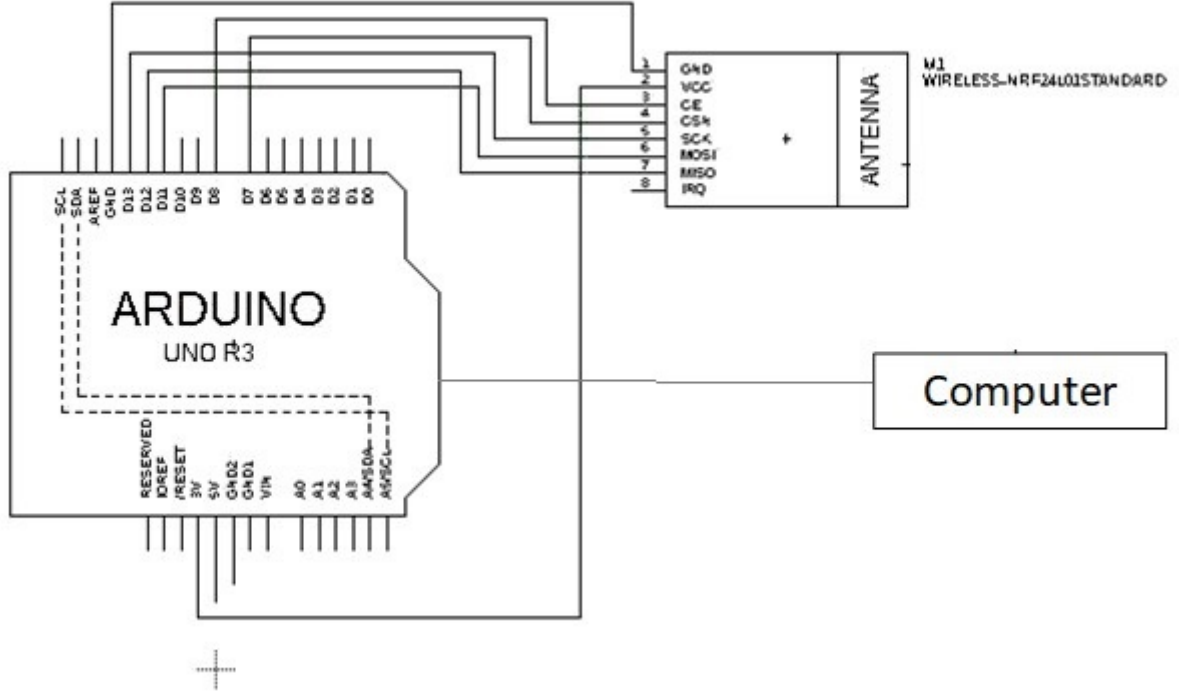 1 GND
2 VCC
3 CE
4 CSN
5 SCK
6 MOSI
7 MISO
8 IRQ
ANTENNA
M1
WIRELESS-NRF24L01STANDARD
SCL
SDA
AREF
GND
D13
D12
D11
D10
D9
D8
D7
D6
D5
D4
D3
D2
D1
D0
ARDUINO
UNO R3
Computer
RESERVED
IOREF
/RESET
3V
5V
GND2
GND1
VIN
A0
A1
A2
A3
A4/SDA
A5/SCL